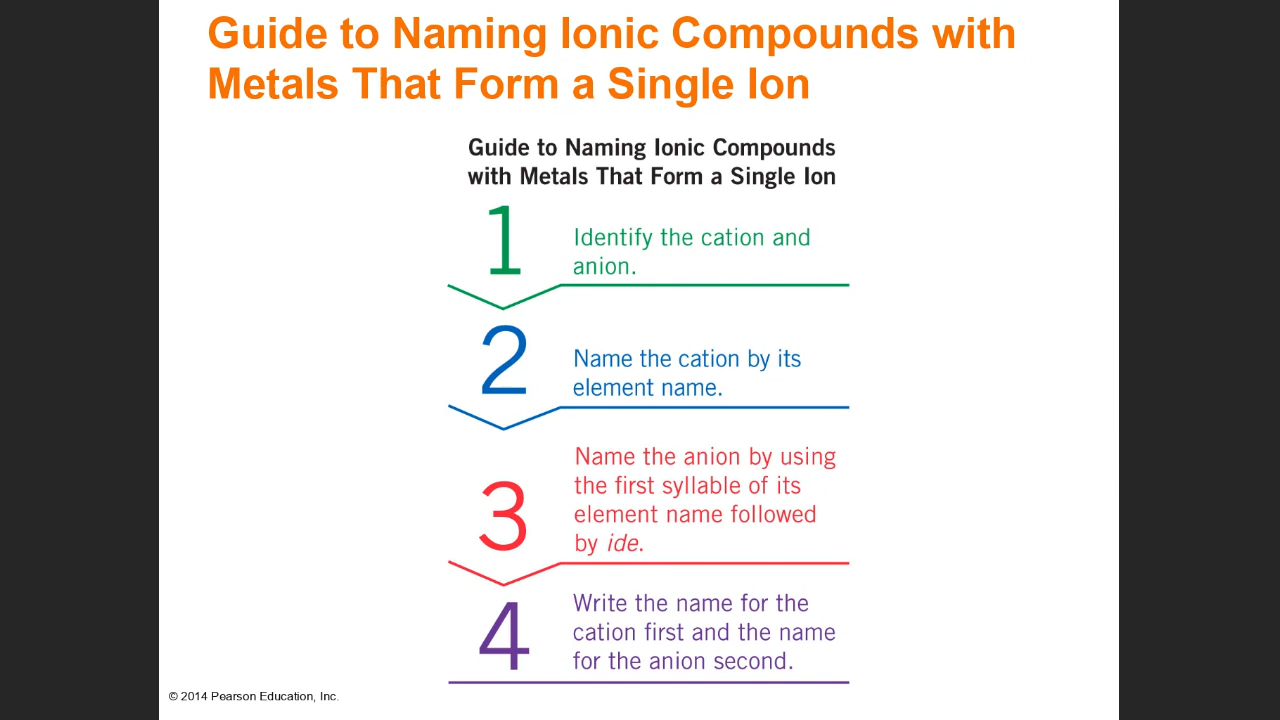 Guide to Naming Ionic Compounds with
Metals That Form a Single Ion
Guide to Naming Ionic Compounds
with Metals That Form a Single Ion
1
Identify the cation and
anion.
2
Name the cation by its
element name.
3
Name the anion by using
the first syllable of its
element name followed
by ide.
4
Write the name for the
cation first and the name
for the anion second.
© 2014 Pearson Education, Inc.